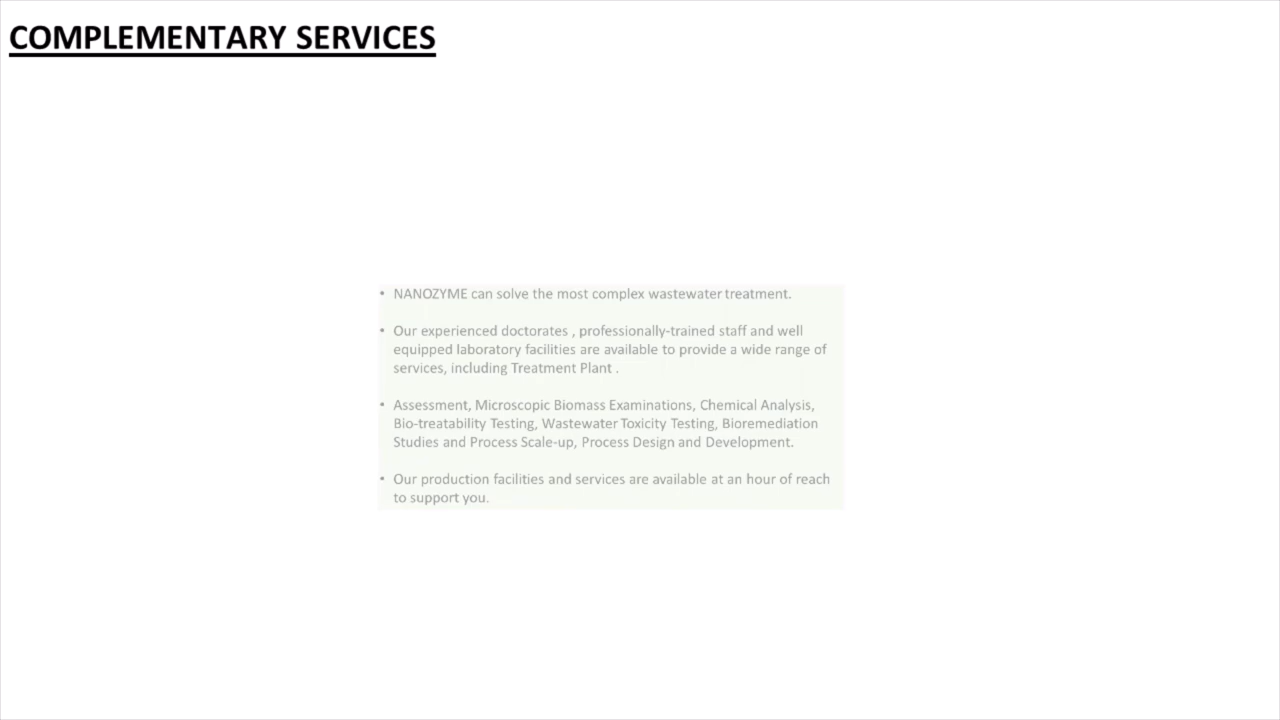 COMPLEMENTARY SERVICES
• NANOZYME can solve the most complex wastewater treatment.
• Our experienced doctorates , professionally-trained staff and well
equipped laboratory facilities are available to provide a wide range of
services, including Treatment Plant .
• Assessment, Microscopic Biomass Examinations, Chemical Analysis,
Bio-treatability Testing, Wastewater Toxicity Testing, Bioremediation
Studies and Process Scale-up, Process Design and Development.
• Our production facilities and services are available at an hour of reach
to support you.